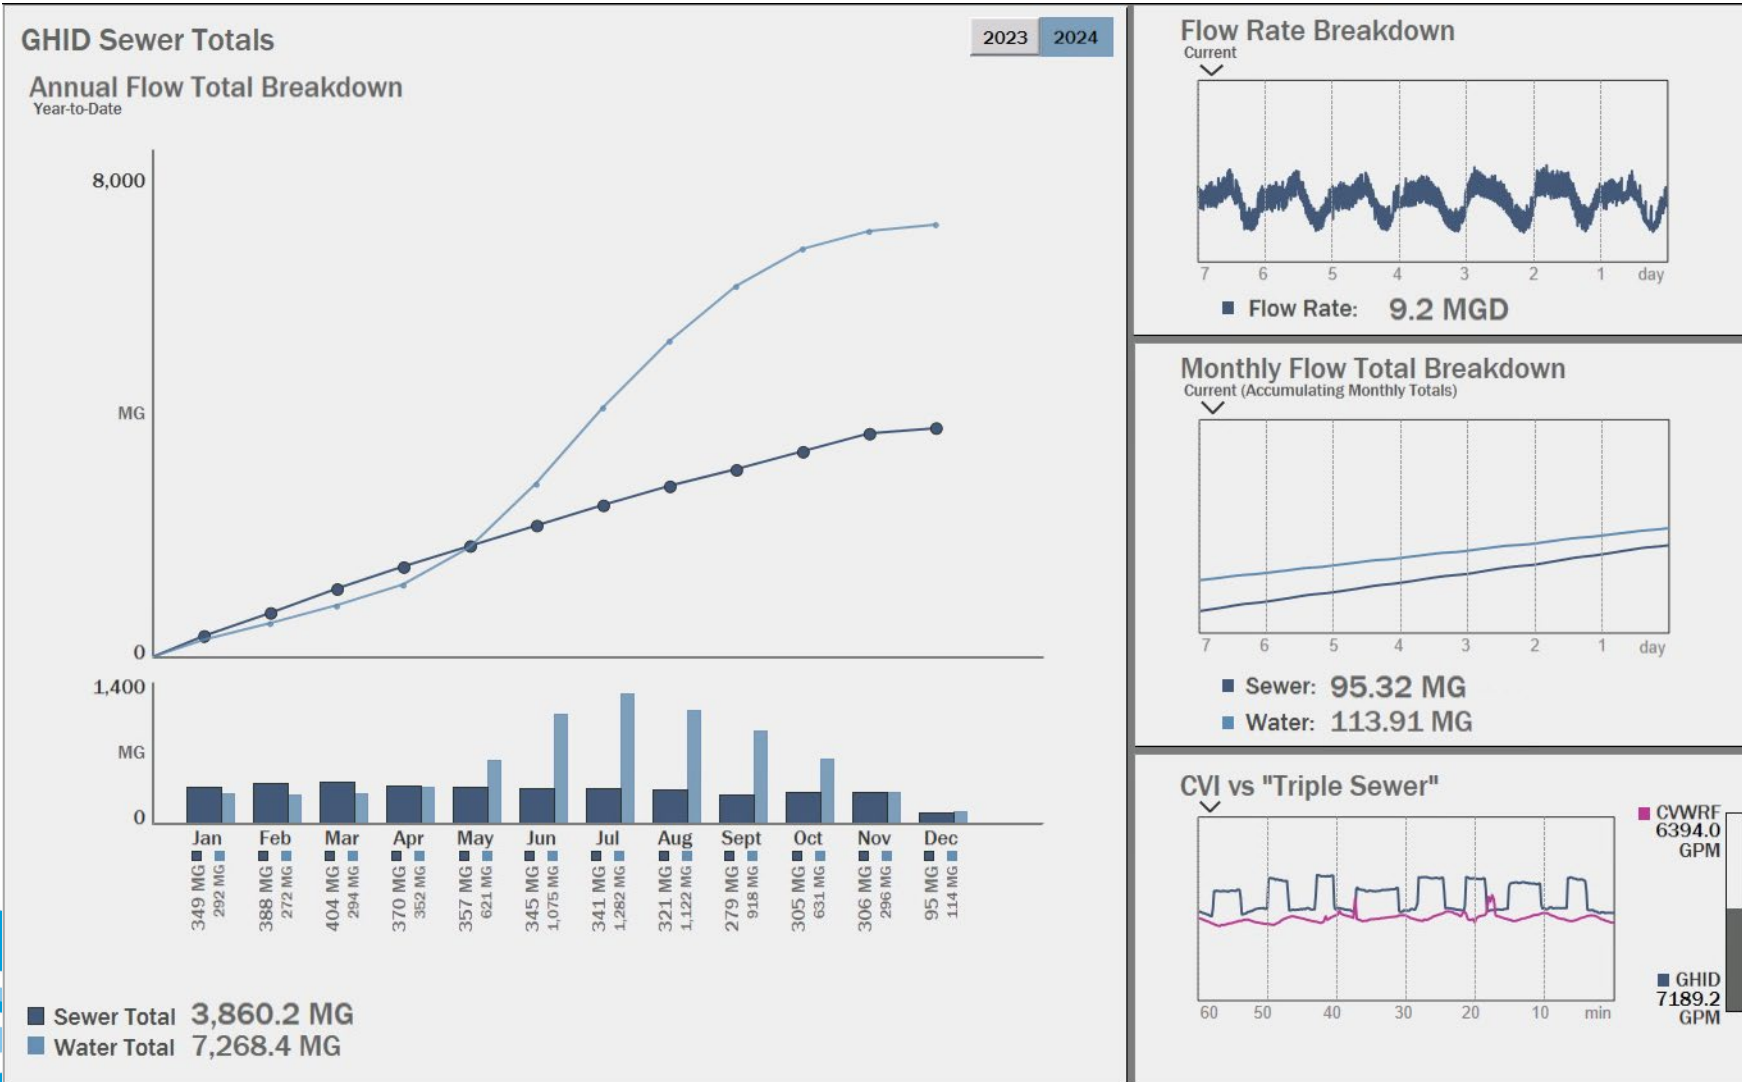 GHID Sewer Totals
2023 2024
Annual Flow Total Breakdown
Year-to-Date
8,000
MG
0
1,400
MG
0
Jan Feb Mar Apr May Jun Jul Aug Sept Oct Nov Dec
349 MG 292 MG
388 MG 272 MG
404 MG 294 MG
370 MG 352 MG
357 MG 621 MG
345 MG 1,075 MG
341 MG 1,282 MG
321 MG 1,122 MG
279 MG 918 MG
305 MG 631 MG
306 MG 296 MG
95 MG 114 MG
Sewer Total 3,860.2 MG
Water Total 7,268.4 MG
Flow Rate Breakdown
Current
7 6 5 4 3 2 1 day
Flow Rate: 9.2 MGD
Monthly Flow Total Breakdown
Current (Accumulating Monthly Totals)
7 6 5 4 3 2 1 day
Sewer: 95.32 MG
Water: 113.91 MG
CVI vs "Triple Sewer"
CVWRF
6394.0
GPM
GHID
7189.2
GPM
60 50 40 30 20 10 min